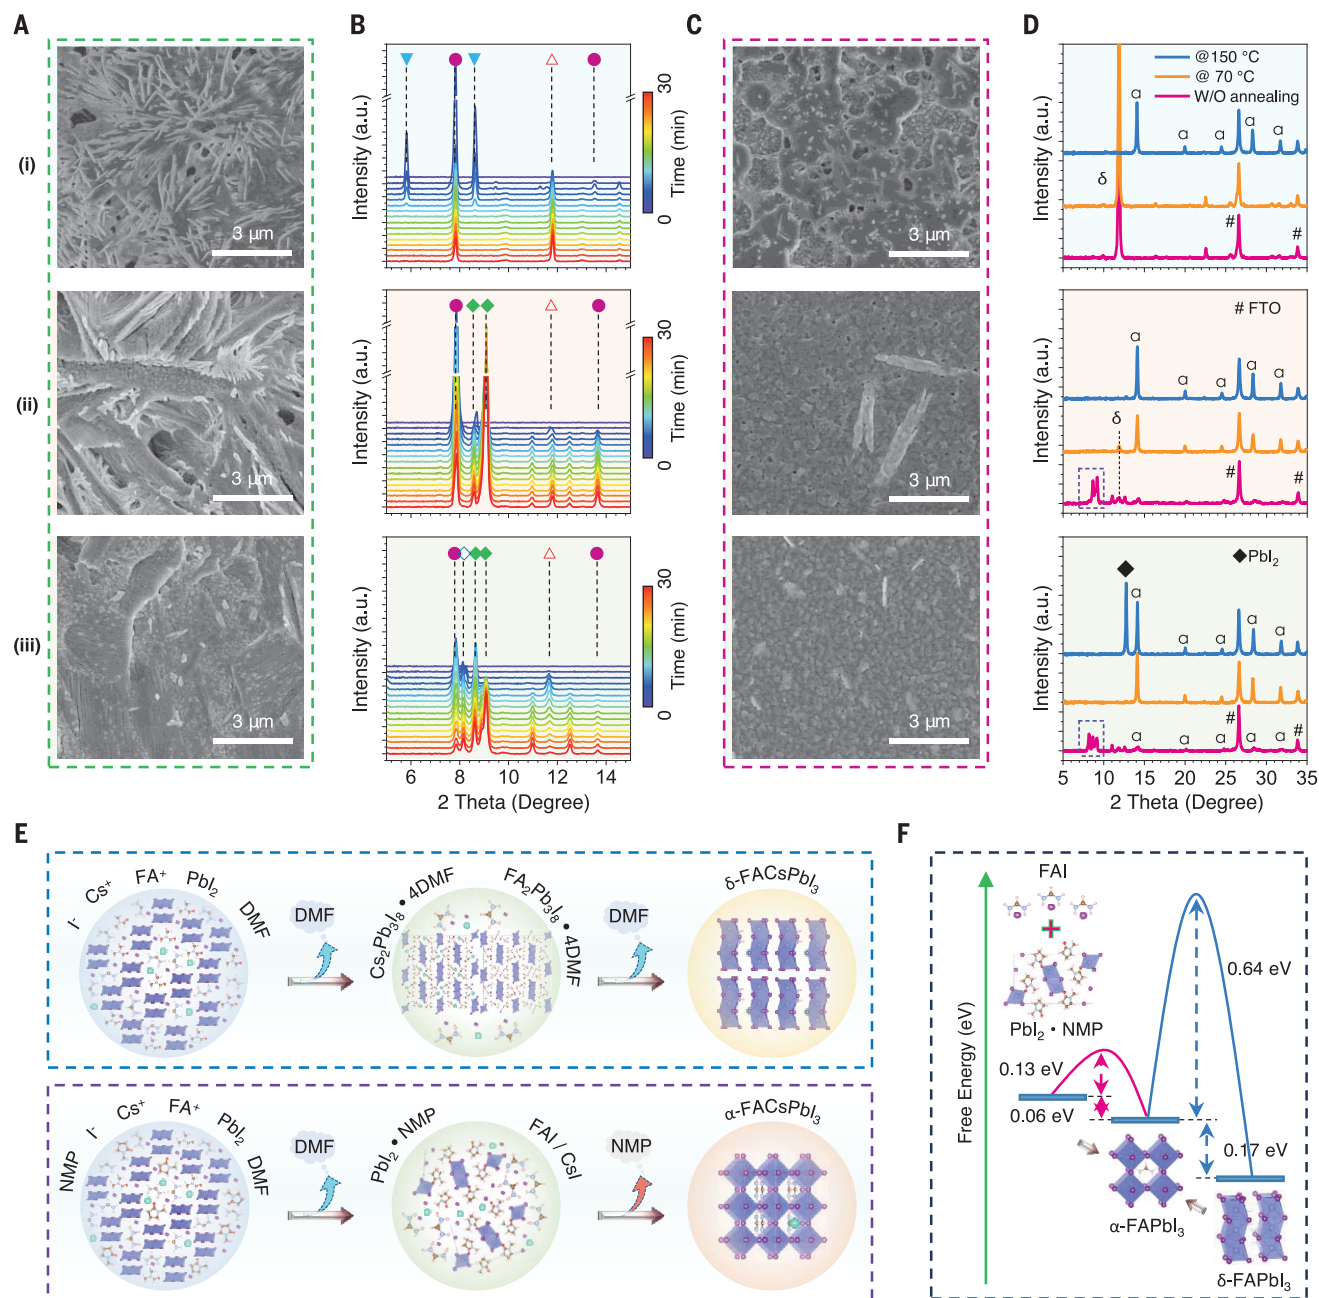 A
B
C
D
(i)
(ii)
(iii)
3 µm
3 µm
3 µm
Intensity (a.u.)
Intensity (a.u.)
Intensity (a.u.)
30
Time (min)
0
30
Time (min)
0
30
Time (min)
0
6 8 10 12 14
2 Theta (Degree)
3 µm
3 µm
3 µm
Intensity (a.u.)
@150 °C
@ 70 °C
W/O annealing
α α α α α
δ
# #
Intensity (a.u.)
# FTO
α α α α α
δ
# #
Intensity (a.u.)
PbI2
α α α α α
# #
α α α α α
5 10 15 20 25 30 35
2 Theta (Degree)
E
I- Cs+ FA+ PbI2 DMF
DMF
Cs2Pb3I8 • 4DMF
FA2Pb3I8 • 4DMF
DMF
δ-FACsPbI3
NMP I- Cs+ FA+ PbI2 DMF
DMF
PbI2 • NMP
FAI / CsI
NMP
α-FACsPbI3
F
Free Energy (eV)
FAI
+
PbI2 • NMP
0.13 eV
0.06 eV
0.64 eV
0.17 eV
α-FAPbI3
δ-FAPbI3